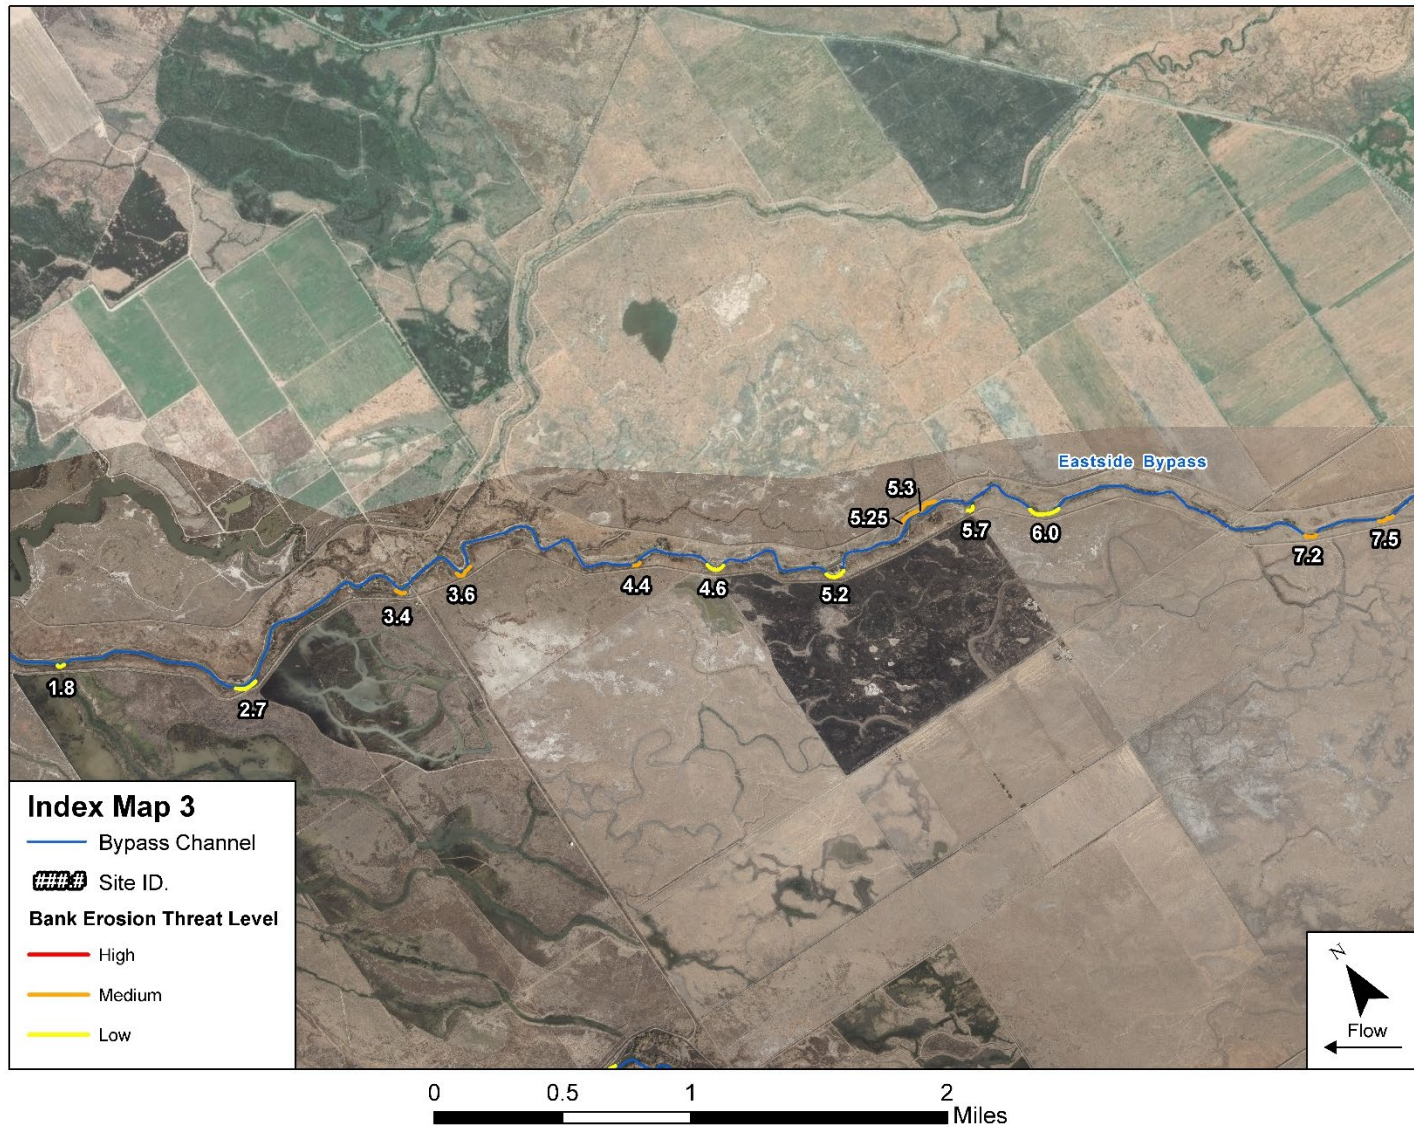 Eastside Bypass
5.3
5.25
5.7
6.0
7.2
7.5
4.4
4.6
5.2
3.6
3.4
1.8
2.7
Index Map 3
Bypass Channel
####.# Site ID.
Bank Erosion Threat Level
High
Medium
Low
N
Flow
0 0.5 1 2
Miles